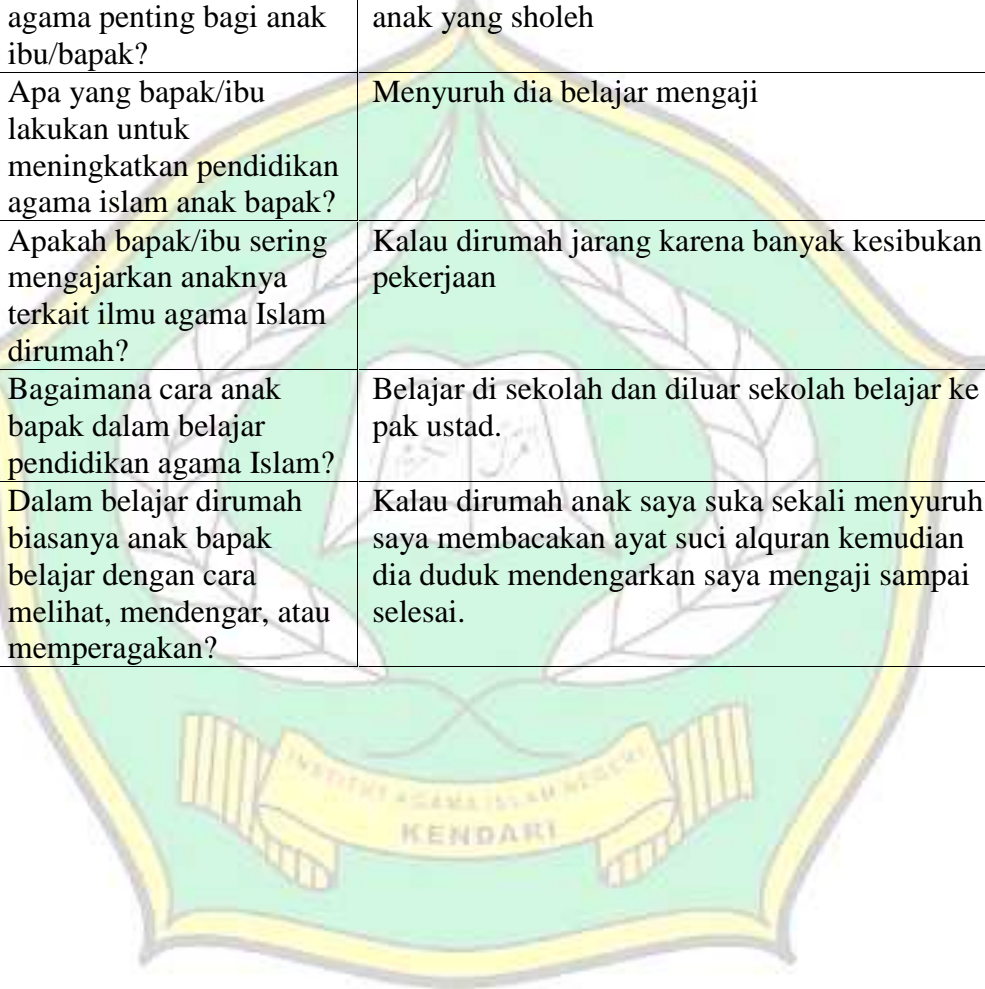 agama penting bagi anak
ibu/bapak?
anak yang sholeh
Apa yang bapak/ibu
lakukan untuk
meningkatkan pendidikan
agama islam anak bapak?
Menyuruh dia belajar mengaji
Apakah bapak/ibu sering
mengajarkan anaknya
terkait ilmu agama Islam
dirumah?
Kalau dirumah jarang karena banyak kesibukan
pekerjaan
Bagaimana cara anak
bapak dalam belajar
pendidikan agama Islam?
Belajar di sekolah dan diluar sekolah belajar ke
pak ustad.
Dalam belajar dirumah
biasanya anak bapak
belajar dengan cara
melihat, mendengar, atau
memperagakan?
Kalau dirumah anak saya suka sekali menyuruh
saya membacakan ayat suci alquran kemudian
dia duduk mendengarkan saya mengaji sampai
selesai.
INSTITUT AGAMA ISLAM NEGERI
KENDARI